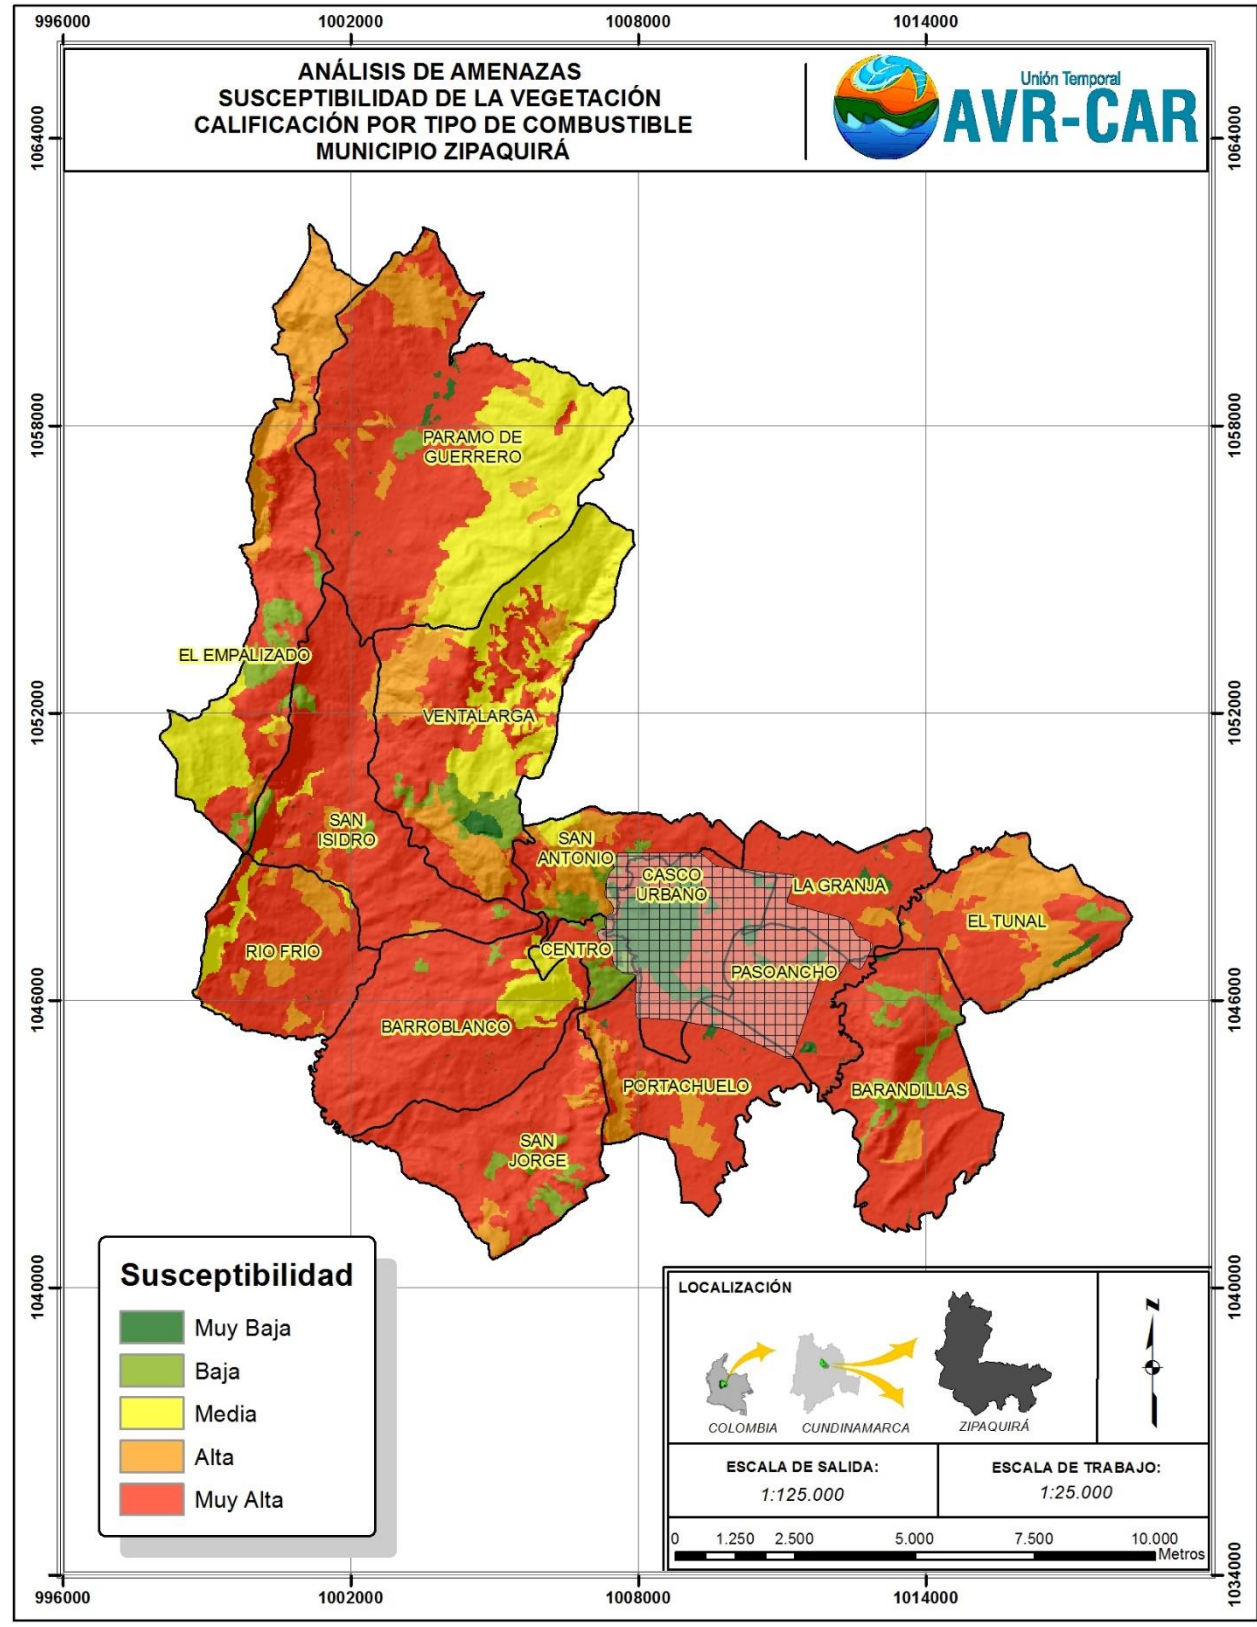 996000 1002000 1008000 1014000
ANÁLISIS DE AMENAZAS
SUSCEPTIBILIDAD DE LA VEGETACIÓN
CALIFICACIÓN POR TIPO DE COMBUSTIBLE
MUNICIPIO ZIPAQUIRÁ
Unión Temporal
AVR-CAR
1064000 1064000
1058000 1058000
PARAMO DE
GUERRERO
EL EMPALIZADO
1052000 1052000
VENTALARGA
SAN
ISIDRO
SAN
ANTONIO
CASCO
URBANO
LA GRANJA
EL TUNAL
RIO FRIO
CENTRO
PASOANCHO
1046000 1046000
BARROBLANCO
PORTACHUELO
BARANDILLAS
SAN
JORGE
1040000 1040000
Susceptibilidad
Muy Baja
Baja
Media
Alta
Muy Alta
LOCALIZACIÓN
N
COLOMBIA CUNDINAMARCA ZIPAQUIRÁ
ESCALA DE SALIDA:
1:125.000
ESCALA DE TRABAJO:
1:25.000
0 1.250 2.500 5.000 7.500 10.000
Metros
1034000 1034000
996000 1002000 1008000 1014000